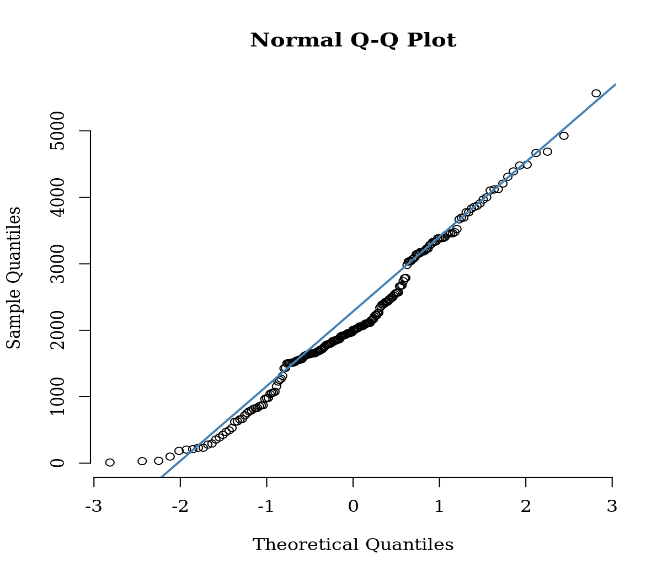 Normal Q-Q Plot
Sample Quantiles
5000
4000
3000
2000
1000
0
-3 -2 -1 0 1 2 3
Theoretical Quantiles